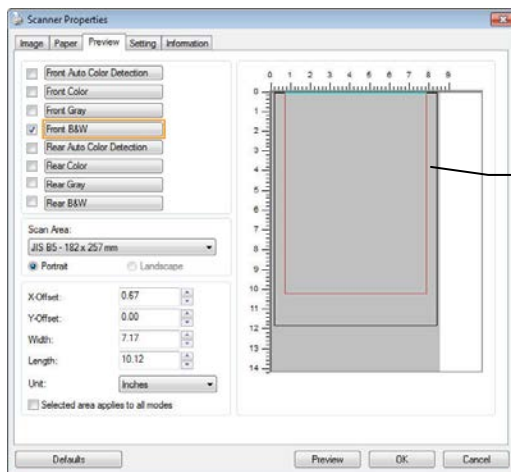 Scanner Properties
Image Paper Preview Setting Information
Front Auto Color Detection
Front Color
Front Gray
Front B&W
Rear Auto Color Detection
Rear Color
Rear Gray
Rear B&W
Scan Area:
JIS B5 - 182 x 257 mm
Portrait Landscape
X-Offset: 0.67
Y-Offset: 0.00
Width: 7.17
Length: 10.12
Unit: Inches
Selected area applies to all modes
0 1 2 3 4 5 6 7 8 9
0
1
2
3
4
5
6
7
8
9
10
11
12
13
14
Defaults Preview OK Cancel